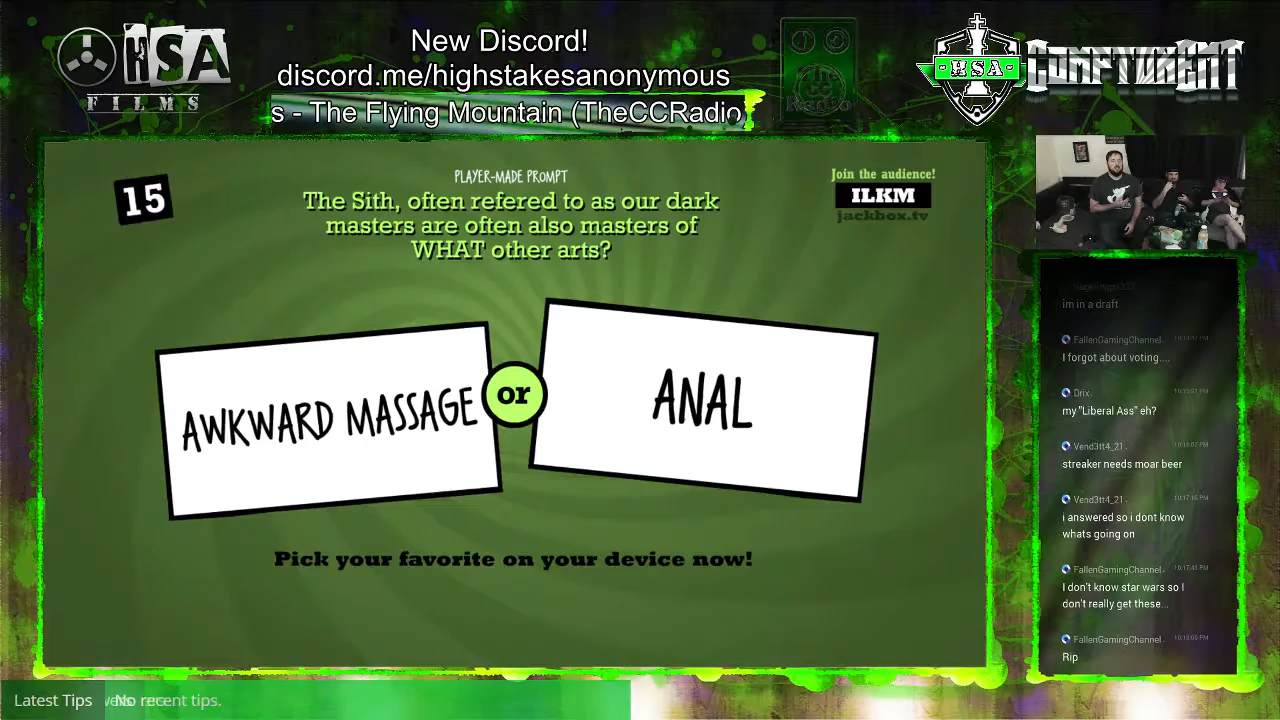 HSA
FILMS
New Discord!
discord.me/highstakesanonymous
s - The Flying Mountain (TheCCRadio)
The
CC
Radio
HSA
15
PLAYER-MADE PROMPT
The Sith, often refered to as our dark
masters are often also masters of
WHAT other arts?
Join the audience!
ILKM
jackbox.tv
AWKWARD MASSAGE
or
ANAL
Pick your favorite on your device now!
im in a draft
FallenGamingChannel
I forgot about voting....
Drix
my "Liberal Ass" eh?
Vend3tt4_21
streaker needs moar beer
Vend3tt4_21
i answered so i dont know
whats going on
FallenGamingChannel
I don't know star wars so I
don't really get these...
FallenGamingChannel
Rip
Latest Tips
No recent tips.